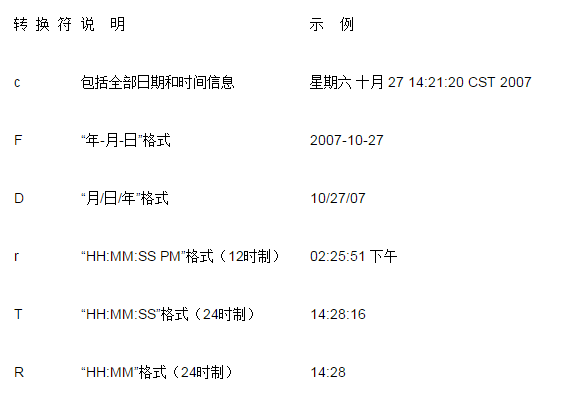 转 换 符 说 明 示 例
c 包括全部日期和时间信息 星期六 十月 27 14:21:20 CST 2007
F “年-月-日”格式 2007-10-27
D “月/日/年”格式 10/27/07
r “HH:MM:SS PM”格式（12时制） 02:25:51 下午
T “HH:MM:SS”格式（24时制） 14:28:16
R “HH:MM”格式（24时制） 14:28